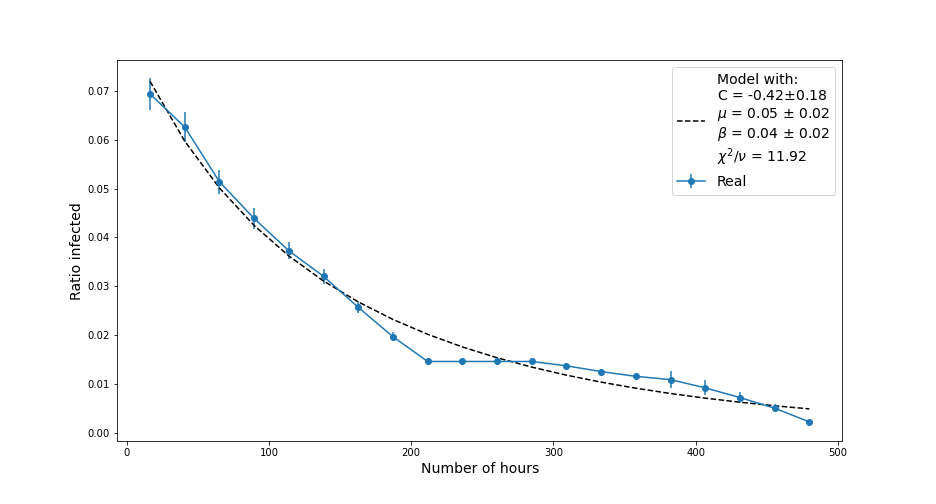 Model with:
C = -0.42±0.18
μ = 0.05 ± 0.02
β = 0.04 ± 0.02
χ²/ν = 11.92
Real
Ratio infected
0.07
0.06
0.05
0.04
0.03
0.02
0.01
0.00
0 100 200 300 400 500
Number of hours